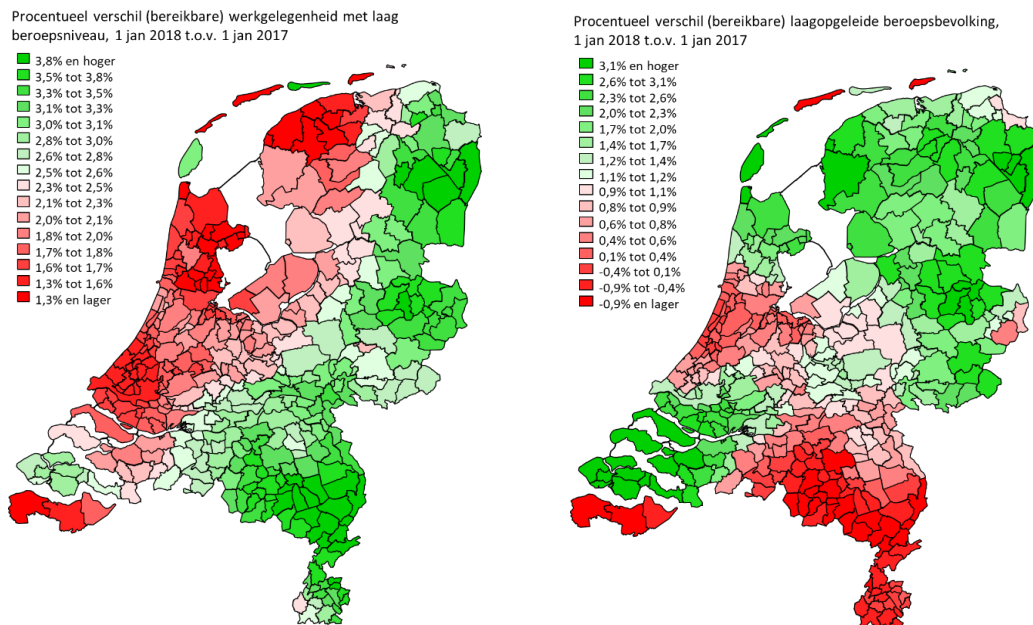 Procentueel verschil (bereikbare) werkgelegenheid met laag
beroepsniveau, 1 jan 2018 t.o.v. 1 jan 2017
3,8% en hoger
3,5% tot 3,8%
3,3% tot 3,5%
3,1% tot 3,3%
3,0% tot 3,1%
2,8% tot 3,0%
2,6% tot 2,8%
2,5% tot 2,6%
2,3% tot 2,5%
2,1% tot 2,3%
2,0% tot 2,1%
1,8% tot 2,0%
1,7% tot 1,8%
1,6% tot 1,7%
1,3% tot 1,6%
1,3% en lager
Procentueel verschil (bereikbare) laagopgeleide beroepsbevolking,
1 jan 2018 t.o.v. 1 jan 2017
3,1% en hoger
2,6% tot 3,1%
2,3% tot 2,6%
2,0% tot 2,3%
1,7% tot 2,0%
1,4% tot 1,7%
1,2% tot 1,4%
1,1% tot 1,2%
0,9% tot 1,1%
0,8% tot 0,9%
0,6% tot 0,8%
0,4% tot 0,6%
0,1% tot 0,4%
-0,4% tot 0,1%
-0,9% tot -0,4%
-0,9% en lager